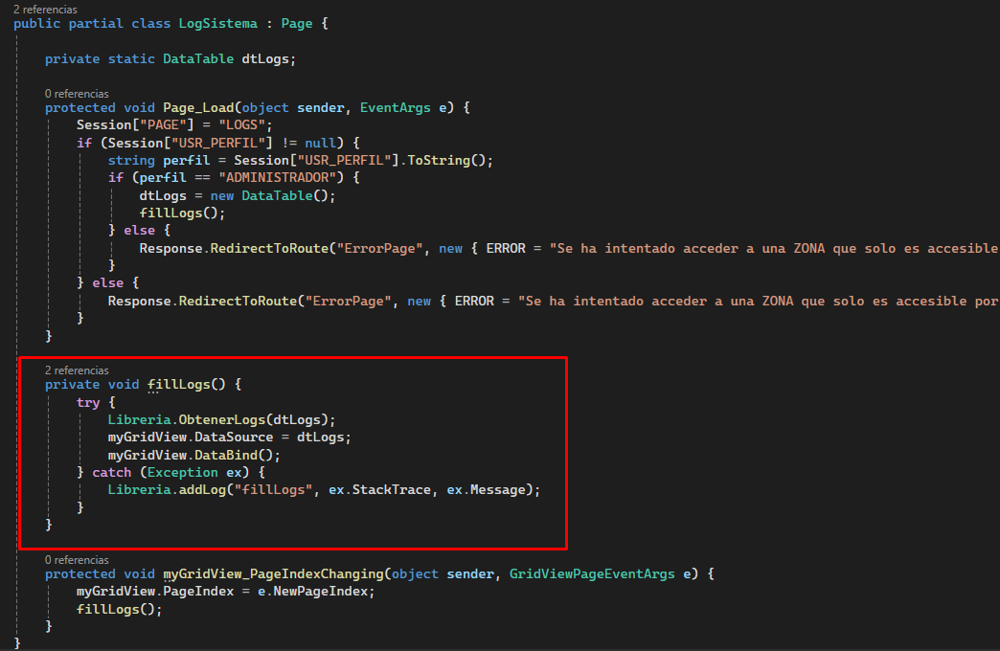 2 referencias
public partial class LogSistema : Page {
private static DataTable dtLogs;
0 referencias
protected void Page_Load(object sender, EventArgs e) {
Session["PAGE"] = "LOGS";
if (Session["USR_PERFIL"] != null) {
string perfil = Session["USR_PERFIL"].ToString();
if (perfil == "ADMINISTRADOR") {
dtLogs = new DataTable();
fillLogs();
} else {
Response.RedirectToRoute("ErrorPage", new { ERROR = "Se ha intentado acceder a una ZONA que solo es accesible
}
} else {
Response.RedirectToRoute("ErrorPage", new { ERROR = "Se ha intentado acceder a una ZONA que solo es accesible por
}
}
2 referencias
private void fillLogs() {
try {
Libreria.ObtenerLogs(dtLogs);
myGridView.DataSource = dtLogs;
myGridView.DataBind();
} catch (Exception ex) {
Libreria.addLog("fillLogs", ex.StackTrace, ex.Message);
}
}
0 referencias
protected void myGridView_PageIndexChanging(object sender, GridViewPageEventArgs e) {
myGridView.PageIndex = e.NewPageIndex;
fillLogs();
}
}